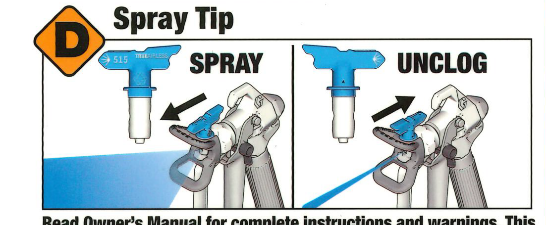 D
Spray Tip
515
SPRAY
UNCLOG
Read Owner's Manual for complete instructions and warnings. This